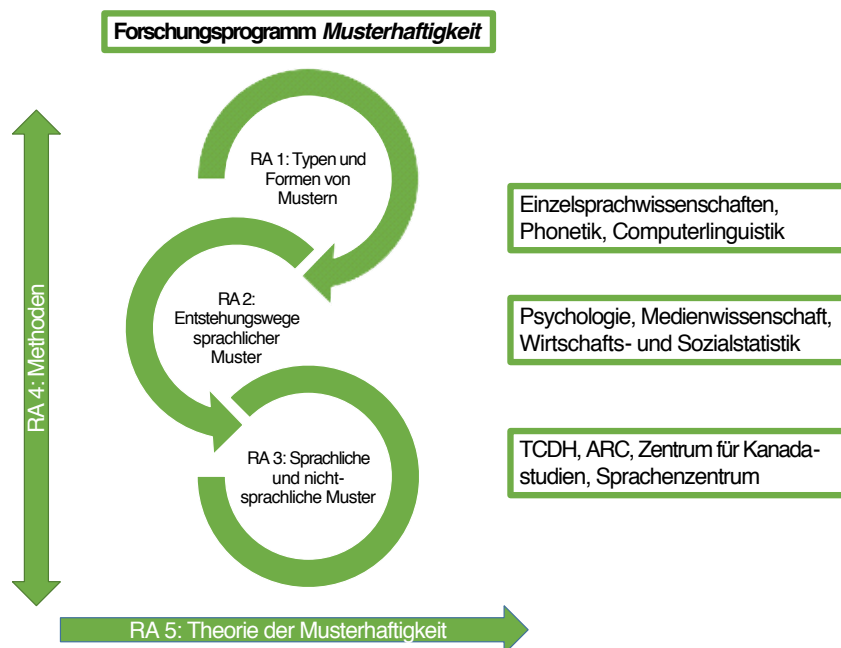 Forschungsprogramm Musterhaftigkeit
RA 1: Typen und
Formen von
Mustern
RA 2:
Entstehungswege
sprachlicher
Muster
RA 3: Sprachliche
und nicht-
sprachliche Muster
RA 4: Methoden
RA 5: Theorie der Musterhaftigkeit
Einzelsprachwissenschaften,
Phonetik, Computerlinguistik
Psychologie, Medienwissenschaft,
Wirtschafts- und Sozialstatistik
TCDH, ARC, Zentrum für Kanada-
studien, Sprachenzentrum